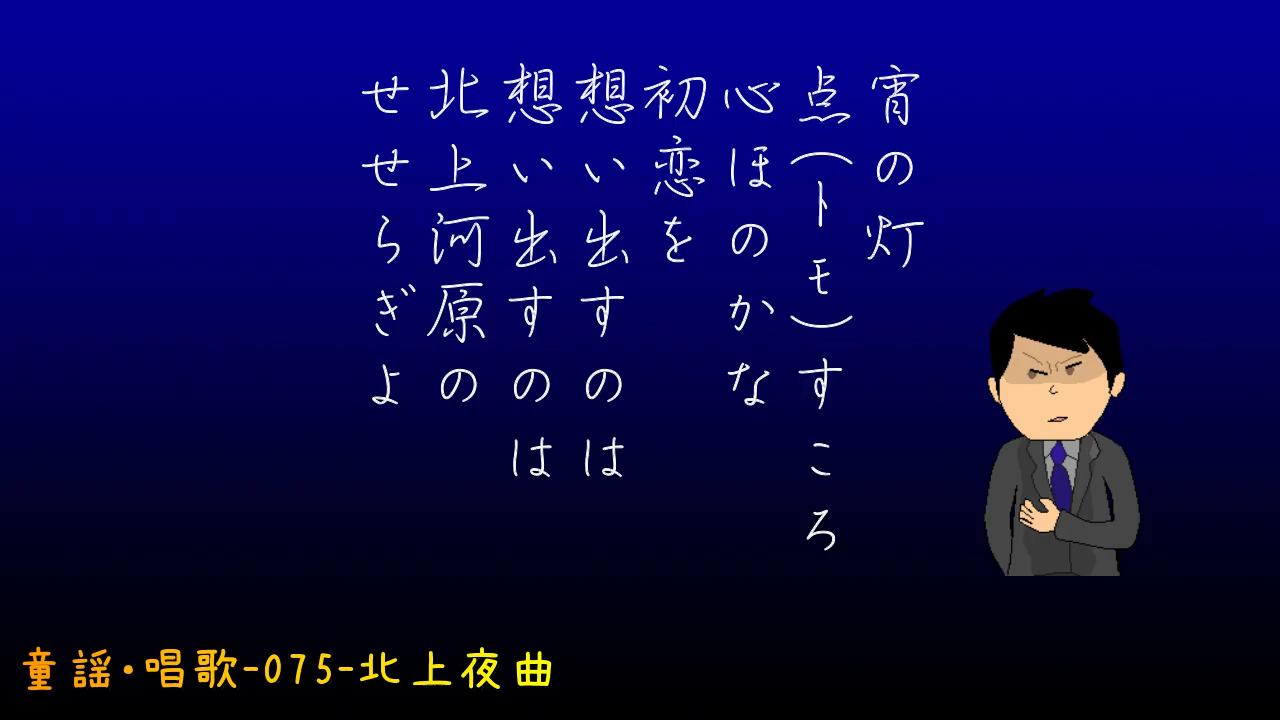 宵の灯
点(トモ)すころ
心ほのかな
初恋を
想い出すのは
想い出すのは
北上河原の
せせらぎよ
童謡・唱歌-075-北上夜曲